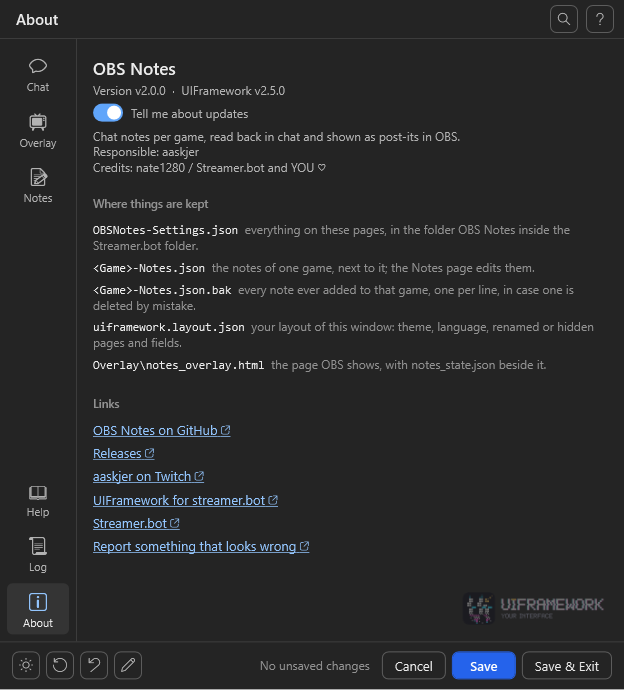 About
?
Chat
Overlay
Notes
OBS Notes
Version v2.0.0 · UIFramework v2.5.0
Tell me about updates
Chat notes per game, read back in chat and shown as post-its in OBS.
Responsible: aaskjer
Credits: nate1280 / Streamer.bot and YOU ♡
Where things are kept
OBSNotes-Settings.json everything on these pages, in the folder OBS Notes inside the
Streamer.bot folder.
<Game>-Notes.json the notes of one game, next to it; the Notes page edits them.
<Game>-Notes.json.bak every note ever added to that game, one per line, in case one is
deleted by mistake.
uiframework.layout.json your layout of this window: theme, language, renamed or hidden
pages and fields.
Overlay\notes_overlay.html the page OBS shows, with notes_state.json beside it.
Links
OBS Notes on GitHub
Releases
aaskjer on Twitch
UIFramework for streamer.bot
Streamer.bot
Report something that looks wrong
Help
Log
About
UIFRAMEWORK
YOUR INTERFACE
No unsaved changes
Cancel
Save
Save & Exit